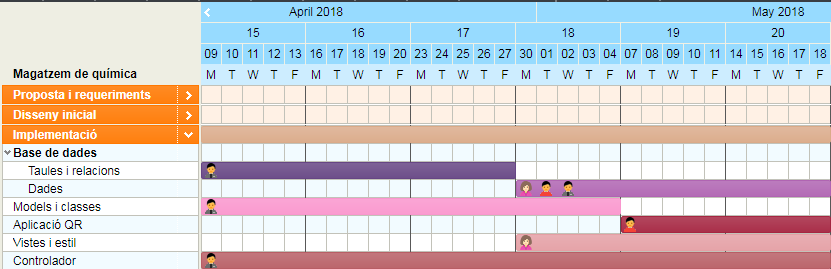 April 2018 May 2018
15 16 17 18 19 20
09 10 11 12 13 16 17 18 19 20 23 24 25 26 27 30 01 02 03 04 07 08 09 10 11 14 15 16 17 18
Magatzem de química M T W T F M T W T F M T W T F M T W T F M T W T F M T W T F
Proposta i requeriments
Disseny inicial
Implementació
Base de dades
Taules i relacions
Dades
Models i classes
Aplicació QR
Vistes i estil
Controlador